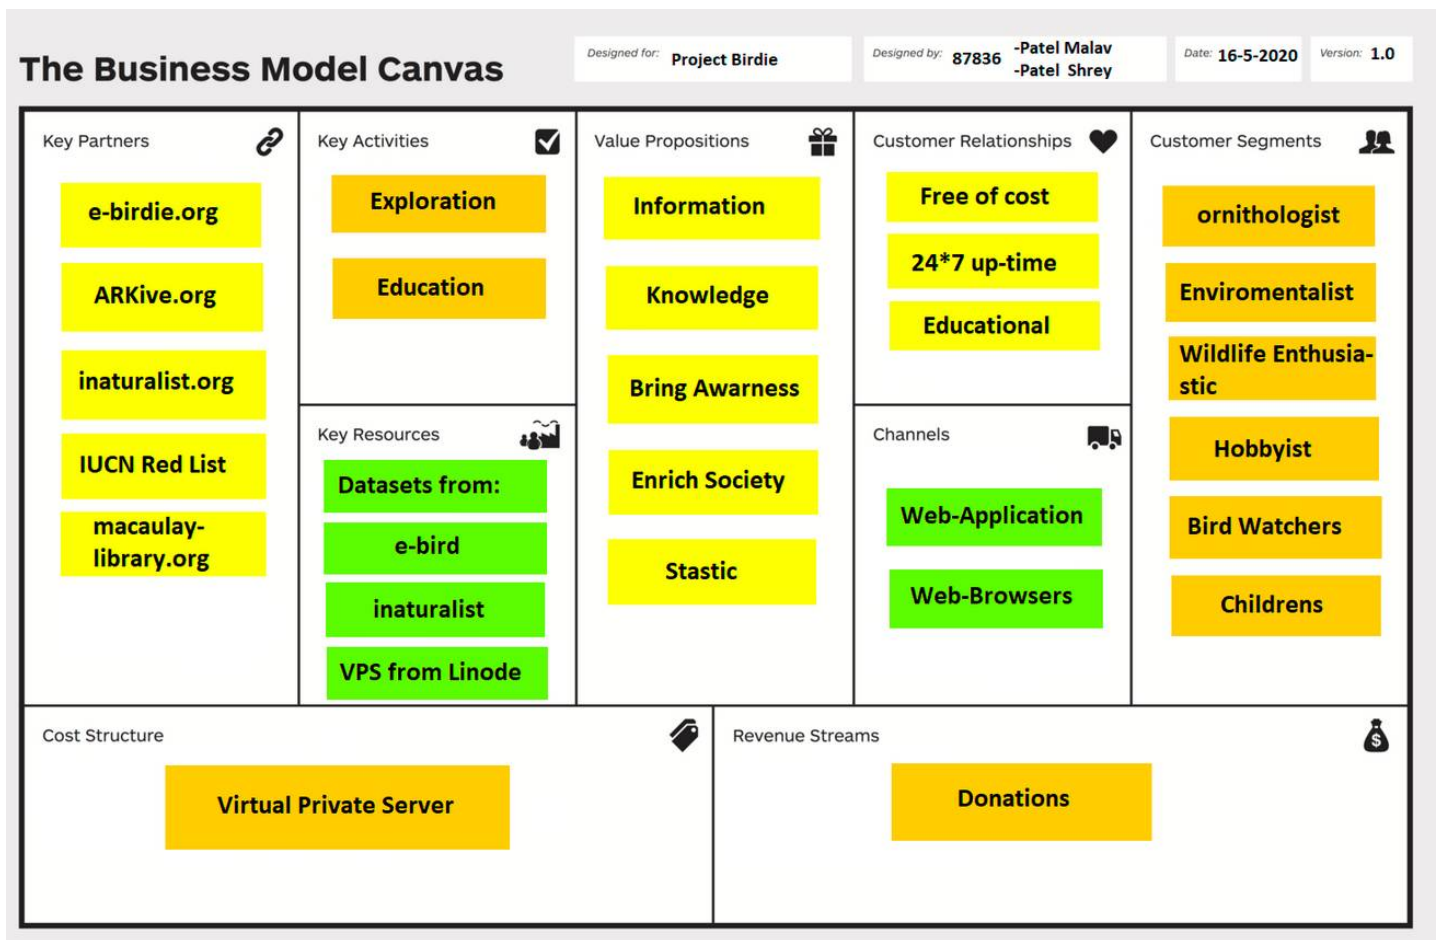 The Business Model Canvas
Designed for: Project Birdie
Designed by: 87836 -Patel Malav
-Patel Shrey
Date: 16-5-2020
Version: 1.0
Key Partners
e-birdie.org
ARKive.org
inaturalist.org
IUCN Red List
macaulay-
library.org
Key Activities
Exploration
Education
Key Resources
Datasets from:
e-bird
inaturalist
VPS from Linode
Value Propositions
Information
Knowledge
Bring Awarness
Enrich Society
Stastic
Customer Relationships
Free of cost
24*7 up-time
Educational
Channels
Web-Application
Web-Browsers
Customer Segments
ornithologist
Enviromentalist
Wildlife Enthusia-
stic
Hobbyist
Bird Watchers
Childrens
Cost Structure
Virtual Private Server
Revenue Streams
$
Donations